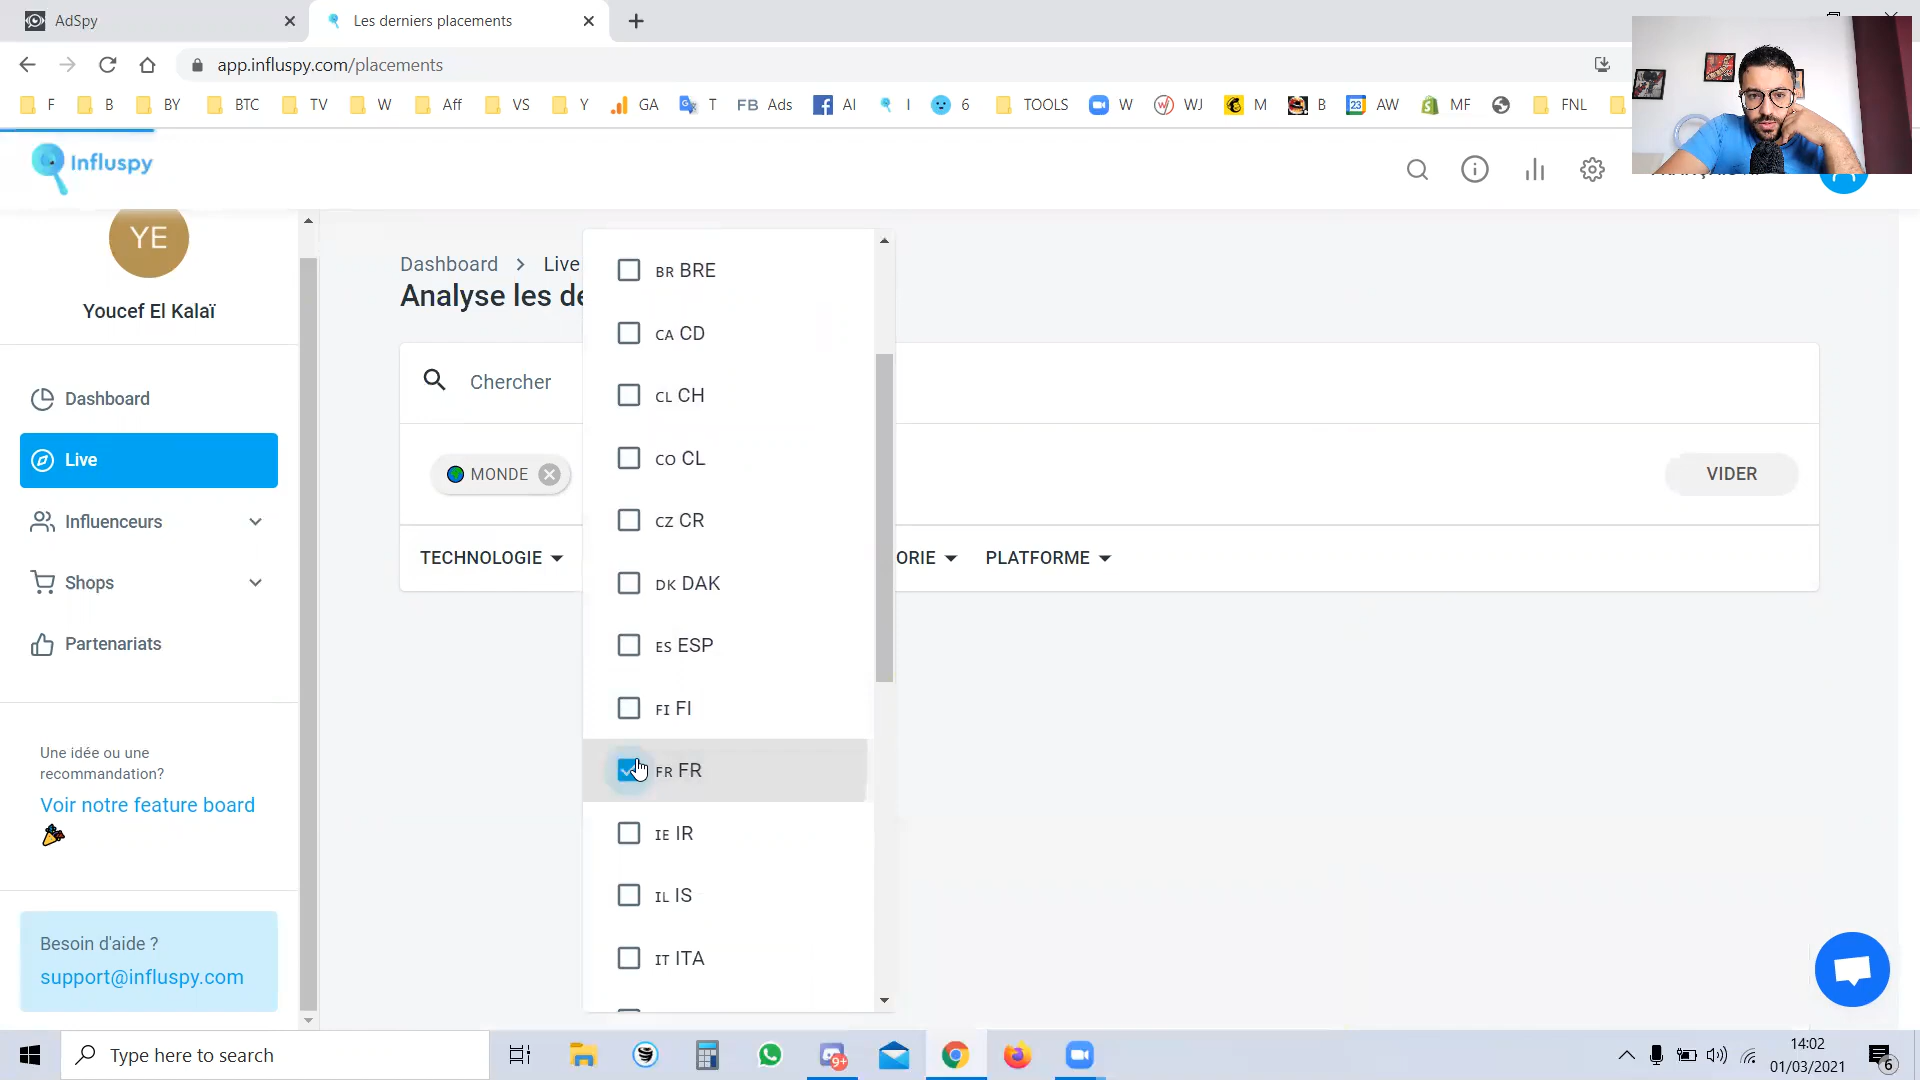 AdSpy
Les derniers placements
app.influspy.com/placements
F
B
BY
BTC
TV
W
Aff
VS
Y
GA
T
FB Ads
AI
I
6
TOOLS
W
WJ
M
B
23
AW
MF
FNL
Influspy
YE
Youcef El Kalaï
Dashboard
Live
Influenceurs
Shops
Partenariats
Une idée ou une
recommandation?
Voir notre feature board
Besoin d'aide ?
support@influspy.com
Dashboard > Live
Analyse les de
Chercher
MONDE
VIDER
TECHNOLOGIE
ORIE
PLATFORME
BR BRE
CA CD
CL CH
CO CL
CZ CR
DK DAK
ES ESP
FI FI
FR FR
IE IR
IL IS
IT ITA
Type here to search
9+
14:02
01/03/2021
6